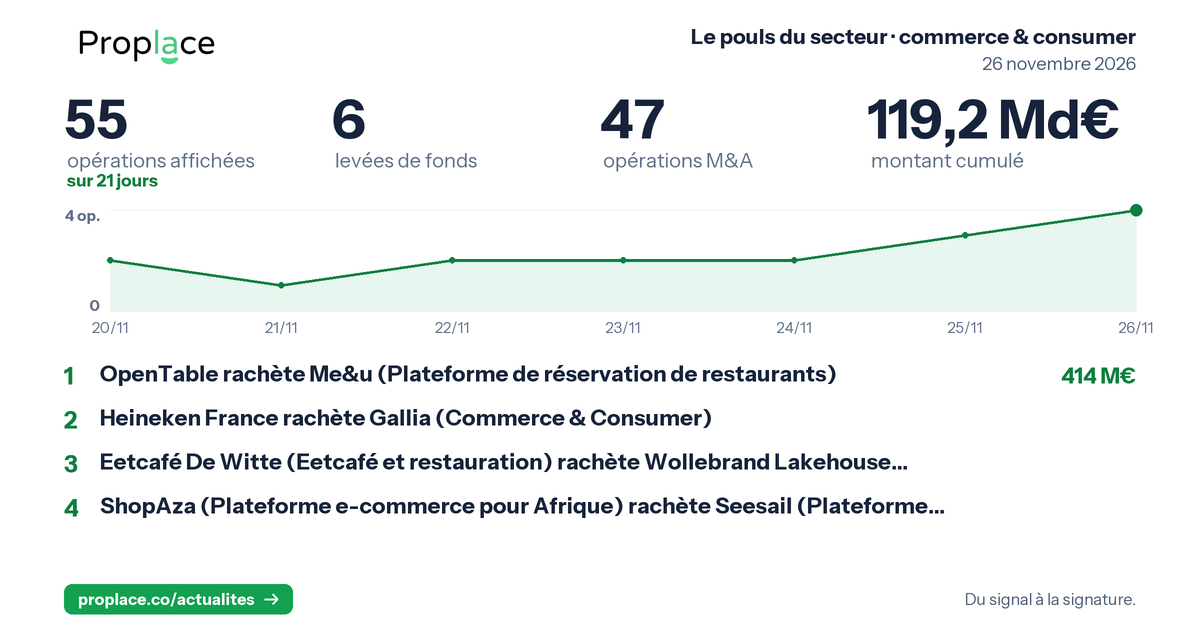 Proplace
Le pouls du secteur · commerce & consumer
26 novembre 2026
55
opérations affichées
sur 21 jours
6
levées de fonds
47
opérations M&A
119,2 Md€
montant cumulé
4 op.
0
20/11 21/11 22/11 23/11 24/11 25/11 26/11
1 OpenTable rachète Me&u (Plateforme de réservation de restaurants) 414 M€
2 Heineken France rachète Gallia (Commerce & Consumer)
3 Eetcafé De Witte (Eetcafé et restauration) rachète Wollebrand Lakehouse...
4 ShopAza (Plateforme e-commerce pour Afrique) rachète Seesail (Plateforme...
proplace.co/actualites →
Du signal à la signature.